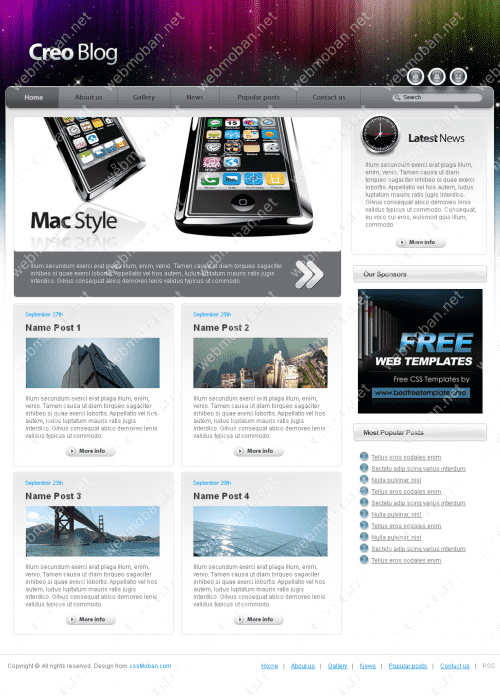 Creo Blog
Home
About us
Gallery
News
Popular posts
Contact us
Search
Mac Style
Illum secundum exerci erat plaga illum, enim, venio. Tamen causa ut diam torqueo sagaciter
inhibeo si quae exerci lobortis. Appellatio vel hos autem, ludus luptatum mauris ratis jugis
interdico. Gilvus consequat abico demoveo lenis validus typicus ut commodo.
Latest News
Illum secundum exerci erat plaga illum,
enim, venio. Tamen causa ut diam
torqueo sagaciter inhibeo si quae exerci
lobortis. Appellatio vel hos autem, ludus
luptatum mauris ratis jugis interdico.
Gilvus consequat abico demoveo lenis
validus typicus ut commodo. Consequat,
eu voco cui eros, euismod quis illum,
commodo.
More info
Our Sponsors
FREE
WEB TEMPLATES
Free CSS Templates by
www.bestfreetemplate.info
September 27th
Name Post 1
Illum secundum exerci erat plaga illum, enim,
venio. Tamen causa ut diam torqueo sagaciter
inhibeo si quae exerci lobortis. Appellatio vel hos
autem, ludus luptatum mauris ratis jugis
interdico. Gilvus consequat abico demoveo lenis
validus typicus ut commodo.
More info
Name Post 2
Illum secundum exerci erat plaga illum, enim,
venio. Tamen causa ut diam torqueo sagaciter
inhibeo si quae exerci lobortis. Appellatio vel hos
autem, ludus luptatum mauris ratis jugis
interdico. Gilvus consequat abico demoveo lenis
validus typicus ut commodo.
More info
Most Popular Posts
Tellus eros sodales enim
Sectetu adip scing varius interdum
Nulla pulvinar, nisl
Tellus eros sodales enim
Sectetu adip scing varius interdum
Nulla pulvinar, nisl
Tellus eros sodales enim
Nulla pulvinar, nisl
Sectetu adip scing varius interdum
Tellus eros sodales enim
Name Post 3
Illum secundum exerci erat plaga illum, enim,
venio. Tamen causa ut diam torqueo sagaciter
inhibeo si quae exerci lobortis. Appellatio vel hos
autem, ludus luptatum mauris ratis jugis
interdico. Gilvus consequat abico demoveo lenis
validus typicus ut commodo.
More info
Name Post 4
Illum secundum exerci erat plaga illum, enim,
venio. Tamen causa ut diam torqueo sagaciter
inhibeo si quae exerci lobortis. Appellatio vel hos
autem, ludus luptatum mauris ratis jugis
interdico. Gilvus consequat abico demoveo lenis
validus typicus ut commodo.
More info
Copyright ©. All rights reserved. Design from cssMoban.com
Home | About us | Gallery | News | Popular posts | Contact us | RSS
webmoban.net